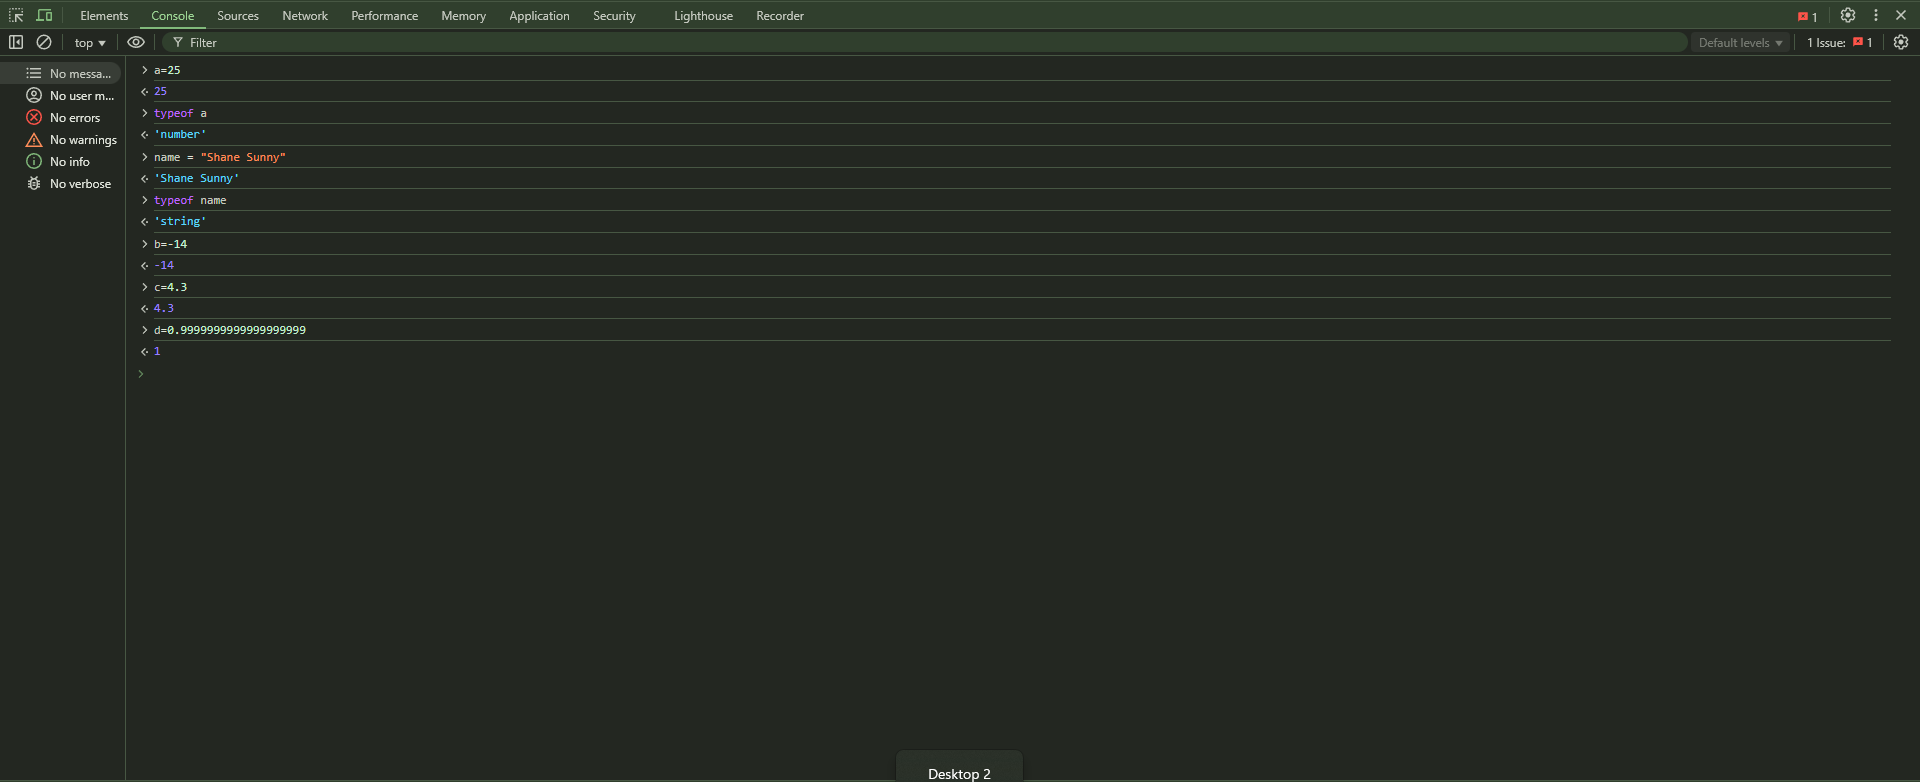 Elements Console Sources Network Performance Memory Application Security Lighthouse Recorder 1
top Filter Default levels 1 Issue: 1
No messa...
No user m...
No errors
No warnings
No info
No verbose
a=25
25
typeof a
'number'
name = "Shane Sunny"
'Shane Sunny'
typeof name
'string'
b=-14
-14
c=4.3
4.3
d=0.9999999999999999999
1
Desktop 2